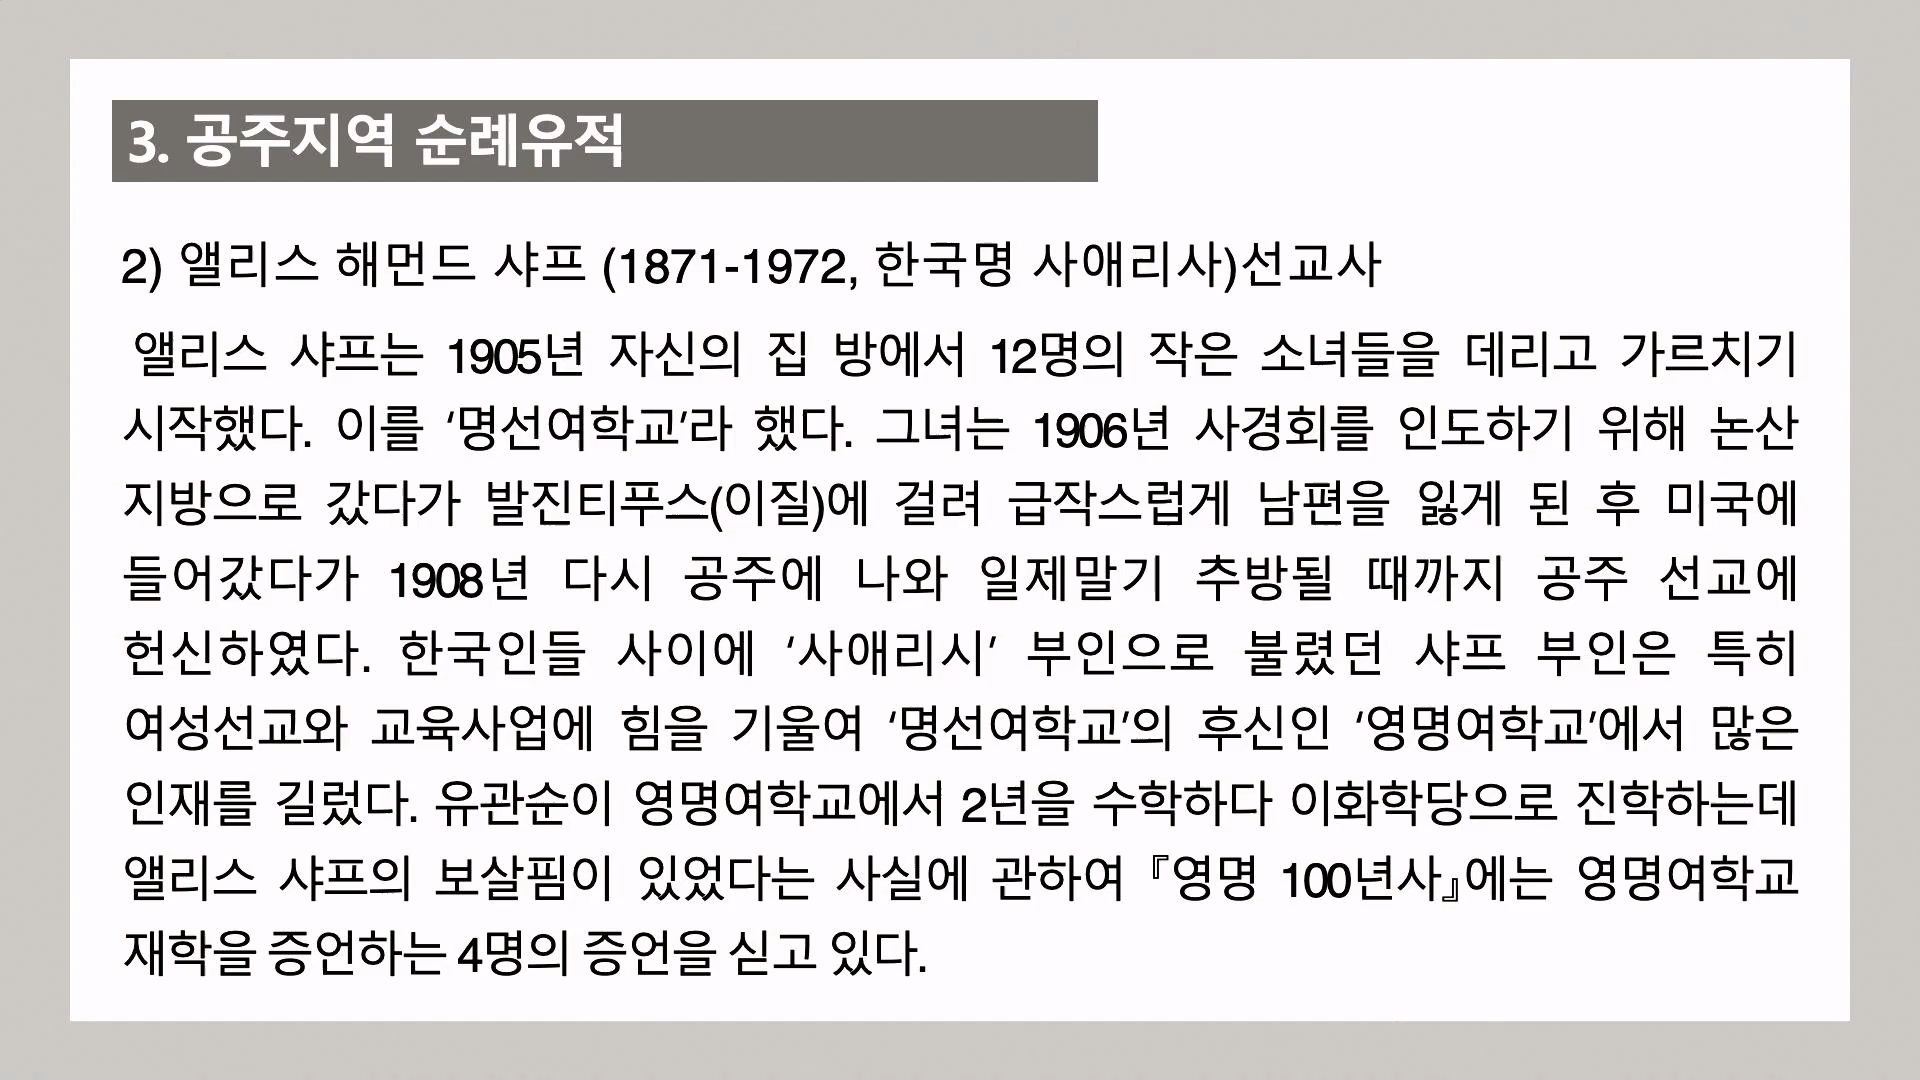 3. 공주지역 순례유적
2) 앨리스 해먼드 샤프 (1871-1972, 한국명 사애리사)선교사
앨리스 샤프는 1905년 자신의 집 방에서 12명의 작은 소녀들을 데리고 가르치기
시작했다. 이를 ‘명선여학교’라 했다. 그녀는 1906년 사경회를 인도하기 위해 논산
지방으로 갔다가 발진티푸스(이질)에 걸려 급작스럽게 남편을 잃게 된 후 미국에
들어갔다가 1908년 다시 공주에 나와 일제말기 추방될 때까지 공주 선교에
헌신하였다. 한국인들 사이에 ‘사애리시’ 부인으로 불렸던 샤프 부인은 특히
여성선교와 교육사업에 힘을 기울여 ‘명선여학교’의 후신인 ‘영명여학교’에서 많은
인재를 길렀다. 유관순이 영명여학교에서 2년을 수학하다 이화학당으로 진학하는데
앨리스 샤프의 보살핌이 있었다는 사실에 관하여 『영명 100년사』에는 영명여학교
재학을 증언하는 4명의 증언을 싣고 있다.